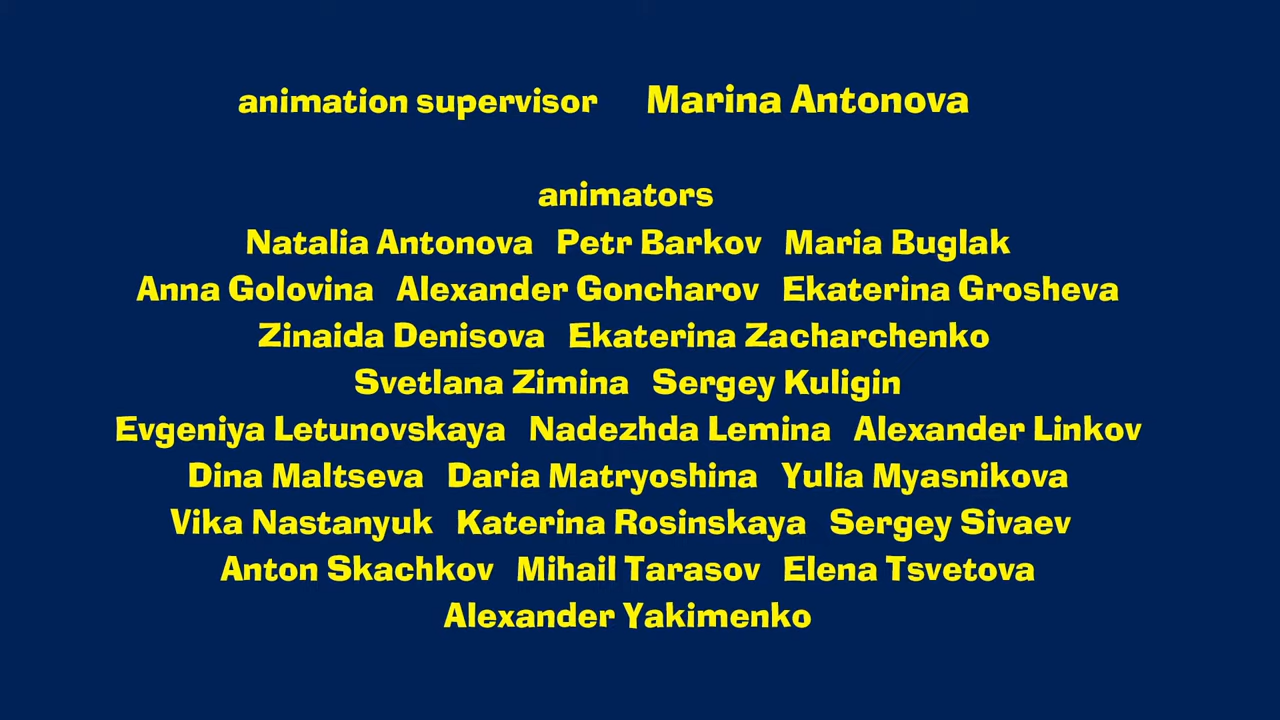 animation supervisor Marina Antonova
animators
Natalia Antonova Petr Barkov Maria Buglak
Anna Golovina Alexander Goncharov Ekaterina Grosheva
Zinaida Denisova Ekaterina Zacharchenko
Svetlana Zimina Sergey Kuligin
Evgeniya Letunovskaya Nadezhda Lemina Alexander Linkov
Dina Maltseva Daria Matryoshina Yulia Myasnikova
Vika Nastanyuk Katerina Rosinskaya Sergey Sivaev
Anton Skachkov Mihail Tarasov Elena Tsvetova
Alexander Yakimenko